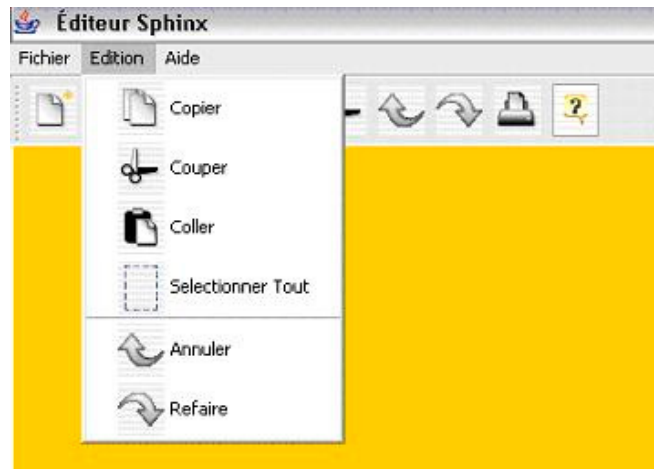 Éditeur Sphinx
Fichier Edition Aide
Copier
Couper
Coller
Selectionner Tout
Annuler
Refaire
?